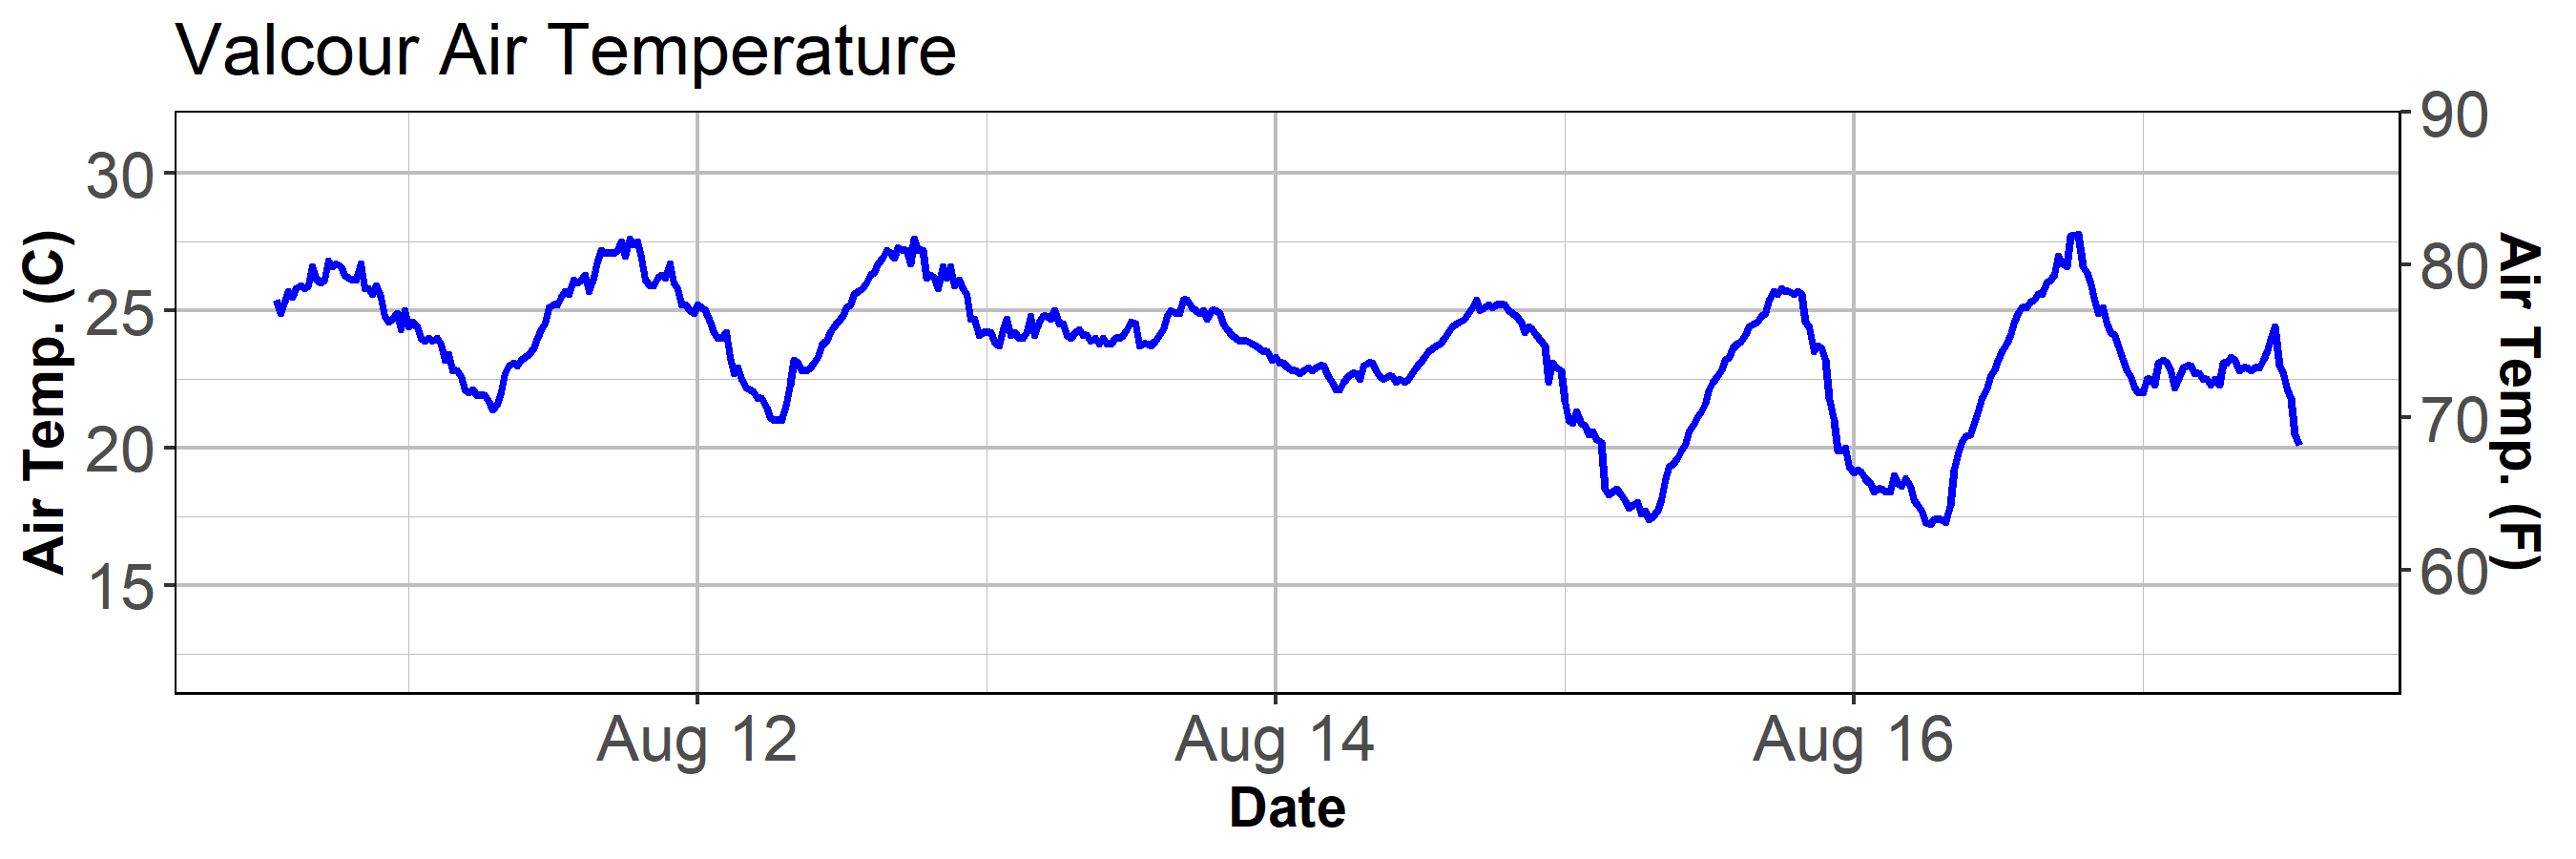 Valcour Air Temperature
Air Temp. (C)
30
25
20
15
90
80
70
60
Air Temp. (F)
Aug 12
Aug 14
Aug 16
Date